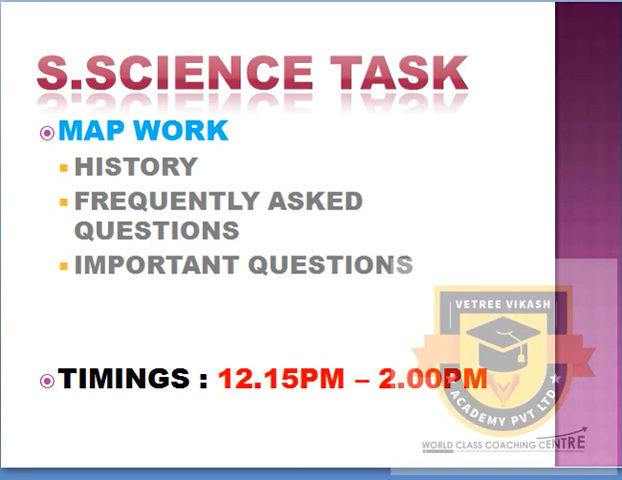 S.SCIENCE TASK
MAP WORK
HISTORY
FREQUENTLY ASKED
QUESTIONS
IMPORTANT QUESTIONS
TIMINGS : 12.15PM – 2.00PM
VETREE VIKASH
ACADEMY PVT LTD
WORLD CLASS COACHING CENTRE